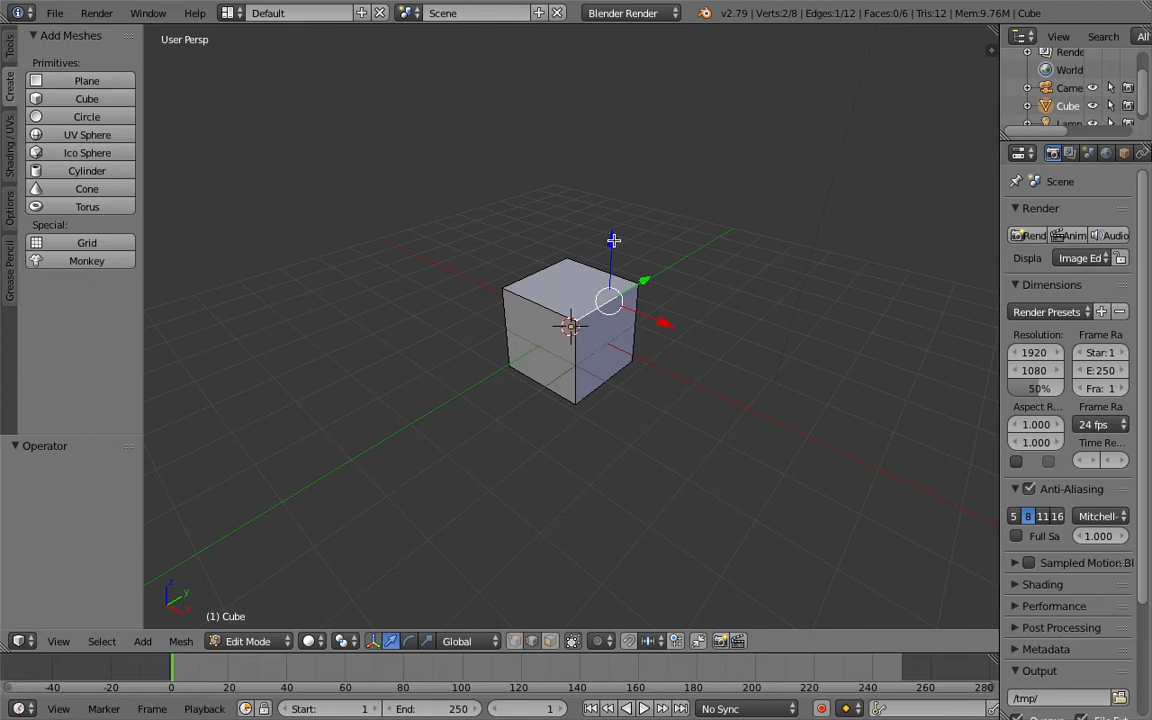 File Render Window Help Default Scene Blender Render v2.79 | Verts:2/8 | Edges:1/12 | Faces:0/6 | Tris:12 | Mem:9.76M | Cube
Add Meshes
Primitives:
Plane
Cube
Circle
UV Sphere
Ico Sphere
Cylinder
Cone
Torus
Special:
Grid
Monkey
Tools
Create
Shading / UVs
Options
Grease Pencil
Operator
User Persp
z
y
x
(1) Cube
View Select Add Mesh Edit Mode Global
-40 -20 0 20 40 60 80 100 120 140 160 180 200 220 240 260 280
View Marker Frame Playback Start: 1 End: 250 1 No Sync
View Search All
Rende
World
Came
Cube
Lamp
Scene
Render
Rend Anim Audio
Displa Image Ed
Dimensions
Render Presets
Resolution: Frame Ra
1920 Star: 1
1080 E: 250
50% Fra: 1
Aspect R... Frame Ra
1.000 24 fps
1.000 Time Re...
Anti-Aliasing
5 8 11 16 Mitchell-
Full Sa 1.000
Sampled Motion Bl
Shading
Performance
Post Processing
Metadata
Output
/tmp/